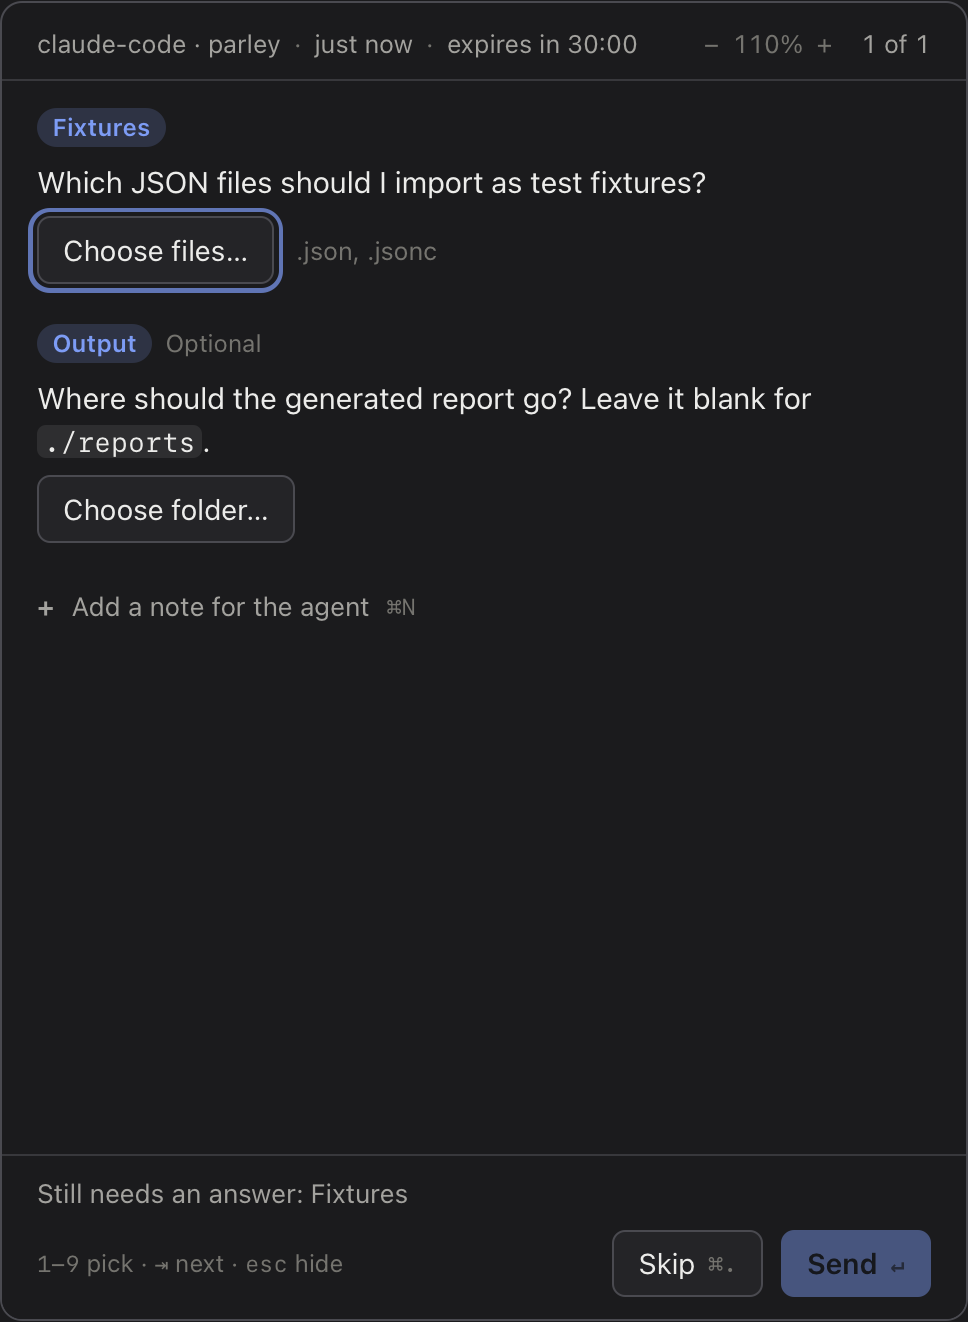 claude-code · parley · just now · expires in 30:00 − 110% + 1 of 1
Fixtures
Which JSON files should I import as test fixtures?
Choose files… .json, .jsonc
Output Optional
Where should the generated report go? Leave it blank for
./reports.
Choose folder…
+ Add a note for the agent ⌘N
Still needs an answer: Fixtures
1–9 pick · ⇥ next · esc hide Skip ⌘. Send ↵